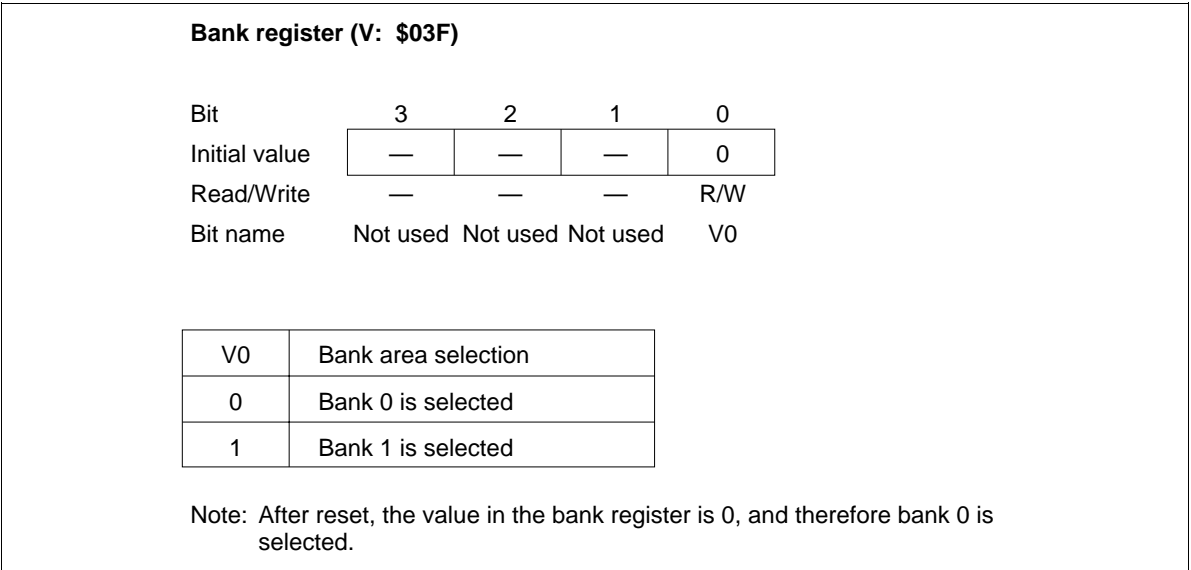 Bank register (V: $03F)
Bit 3 2 1 0
Initial value — — — 0
Read/Write — — — R/W
Bit name Not used Not used Not used V0
V0 Bank area selection
0 Bank 0 is selected
1 Bank 1 is selected
Note: After reset, the value in the bank register is 0, and therefore bank 0 is
selected.